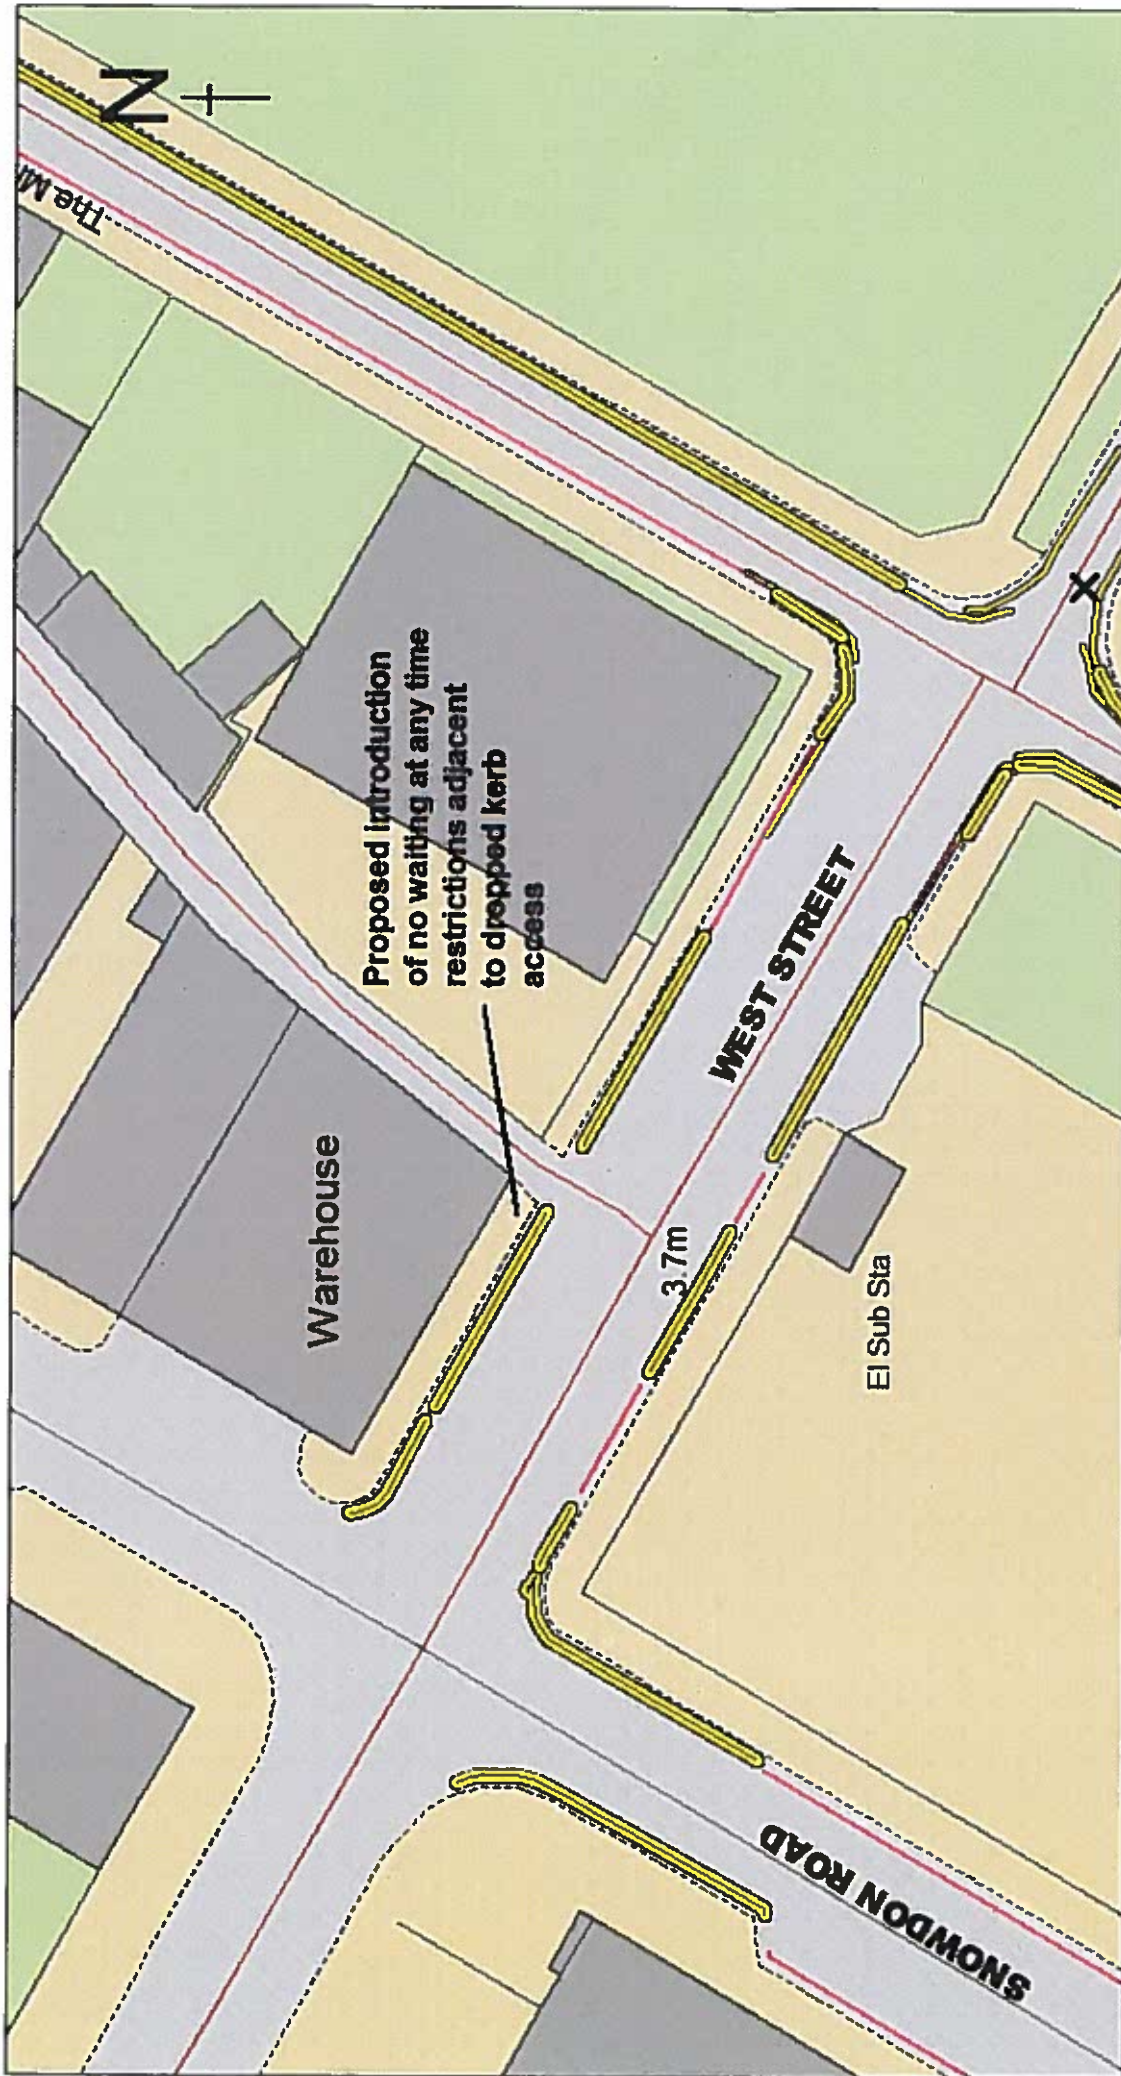 N
The Mi
Proposed introduction
of no waiting at any time
restrictions adjacent
to dropped kerb
access
Warehouse
WEST STREET
3.7m
El Sub Sta
SNOWDON ROAD